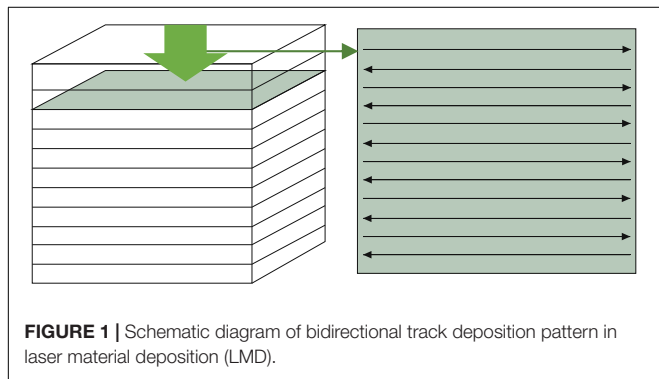 FIGURE 1 | Schematic diagram of bidirectional track deposition pattern in
laser material deposition (LMD).